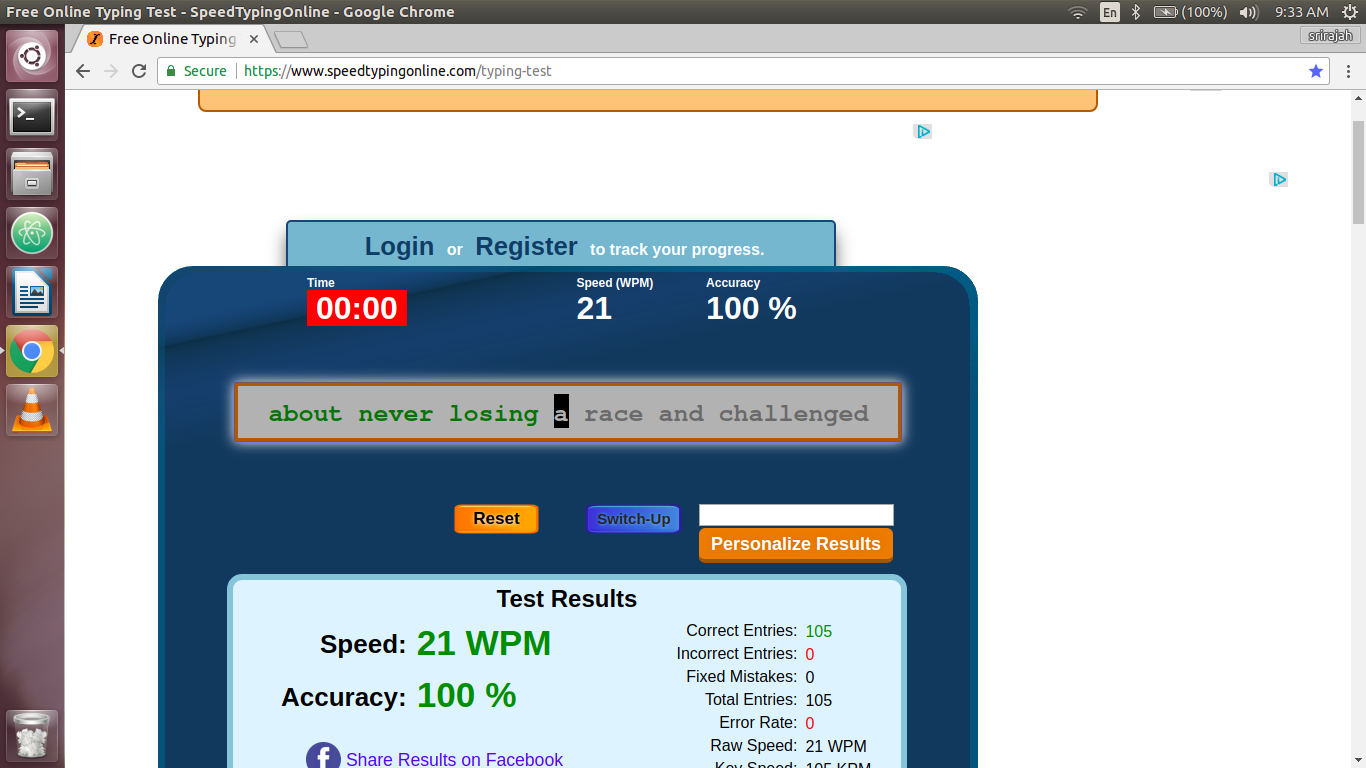 Free Online Typing Test - SpeedTypingOnline - Google Chrome En (100%) 9:33 AM
Free Online Typing srirajah
Secure https://www.speedtypingonline.com/typing-test
Login or Register to track your progress.
Time Speed (WPM) Accuracy
00:00 21 100 %
about never losing a race and challenged
Reset Switch-Up
Personalize Results
Test Results
Correct Entries: 105
Speed: 21 WPM
Incorrect Entries: 0
Fixed Mistakes: 0
Accuracy: 100 %
Total Entries: 105
Error Rate: 0
Raw Speed: 21 WPM
Share Results on Facebook
Key Speed: 105 KPM